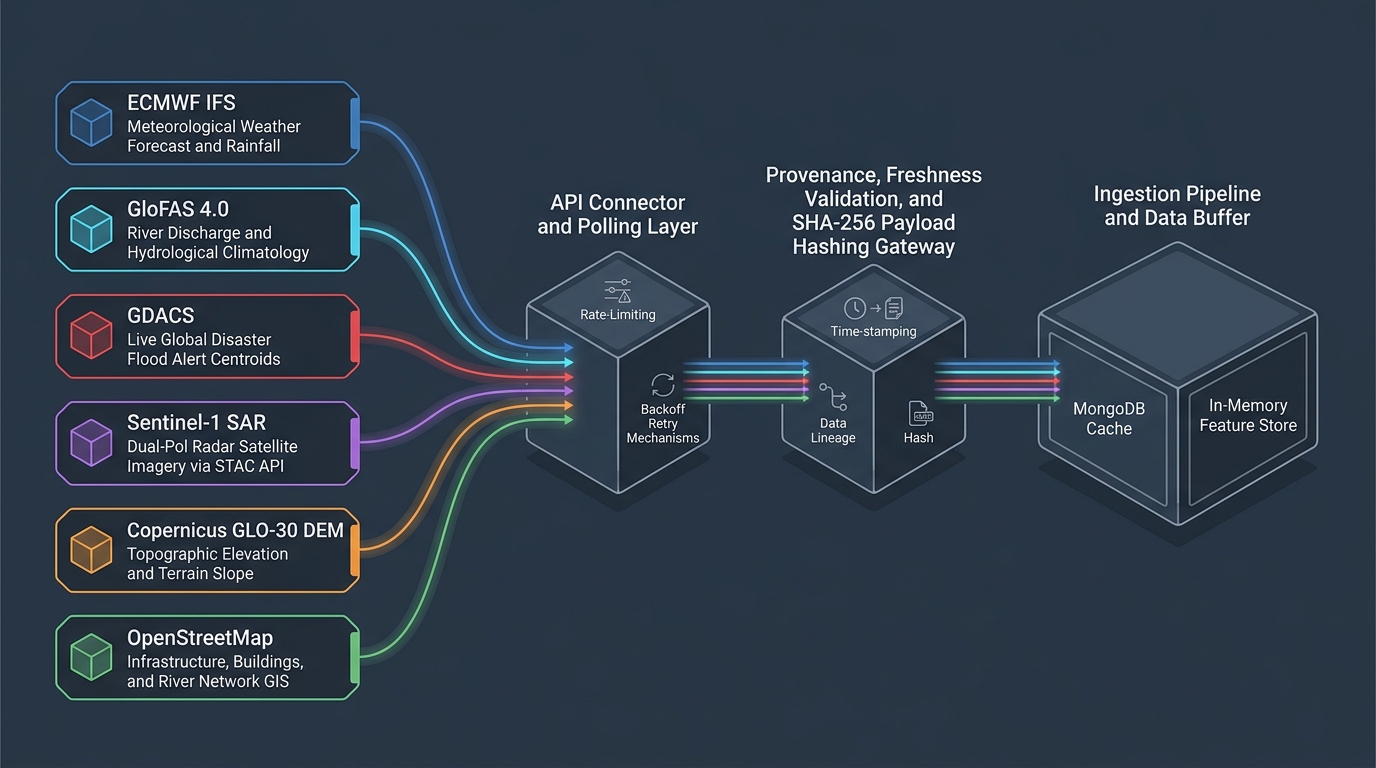 ECMWF IFS
Meteorological Weather
Forecast and Rainfall
GloFAS 4.0
River Discharge and
Hydrological Climatology
GDACS
Live Global Disaster
Flood Alert Centroids
Sentinel-1 SAR
Dual-Pol Radar Satellite
Imagery via STAC API
Copernicus GLO-30 DEM
Topographic Elevation
and Terrain Slope
OpenStreetMap
Infrastructure, Buildings,
and River Network GIS
API Connector
and Polling Layer
Rate-Limiting
Backoff
Retry
Mechanisms
Provenance, Freshness
Validation, and
SHA-256 Payload
Hashing Gateway
Time-stamping
Data
Lineage
Hash
Ingestion Pipeline
and Data Buffer
MongoDB
Cache
In-Memory
Feature Store